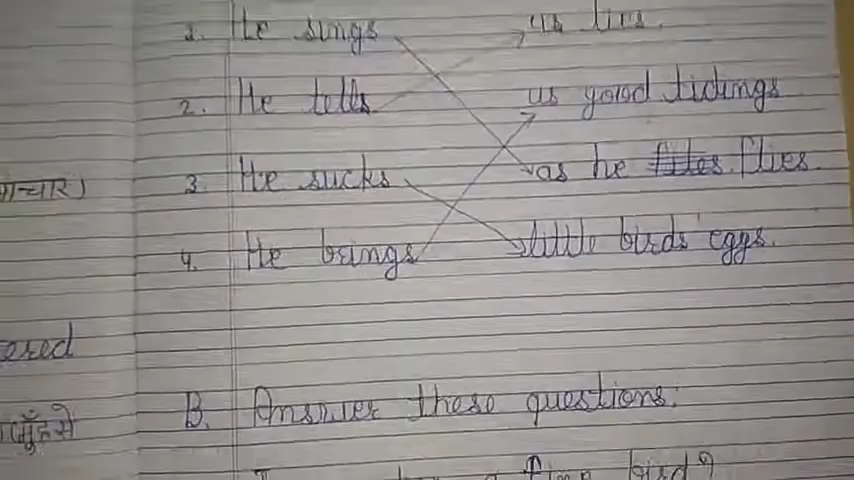 1. He sings us lies.
2. He tells us good tidings
3. He sucks as he flies.
4. He brings little birds' eggs.
ered
B. Answer these questions:
bird?